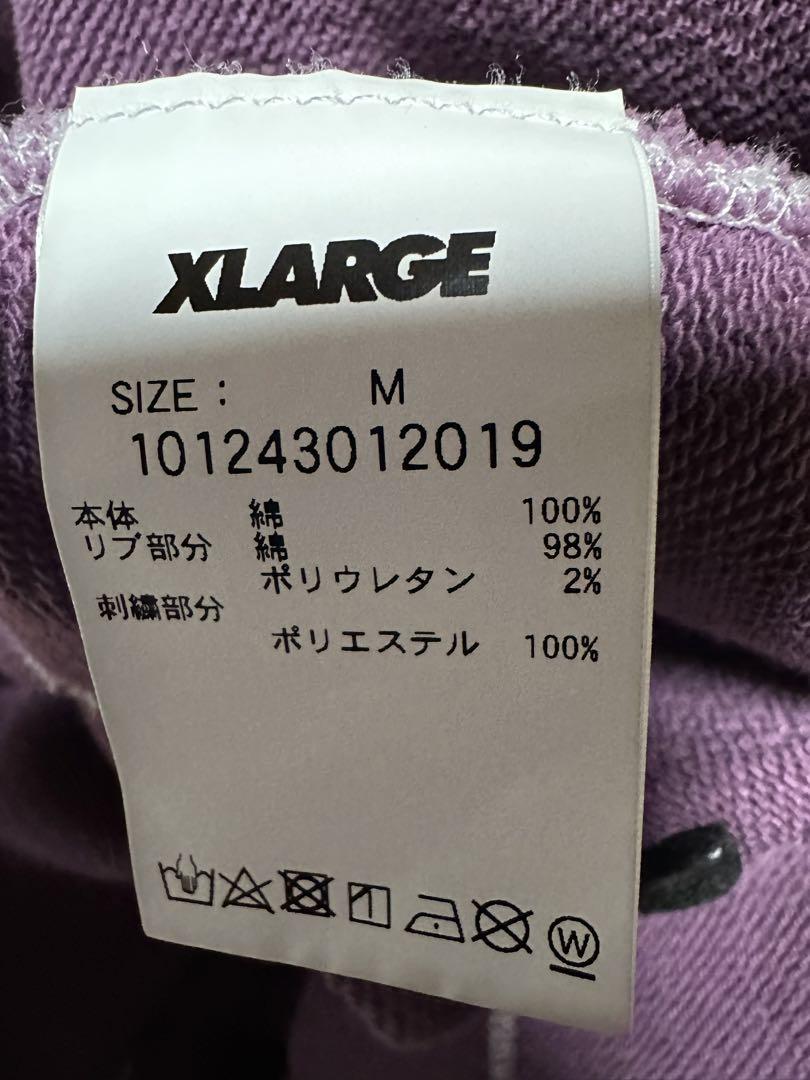 XLARGE
SIZE : M
101243012019
本体 綿 100%
リブ部分 綿 98%
ポリウレタン 2%
刺繍部分
ポリエステル 100%
W